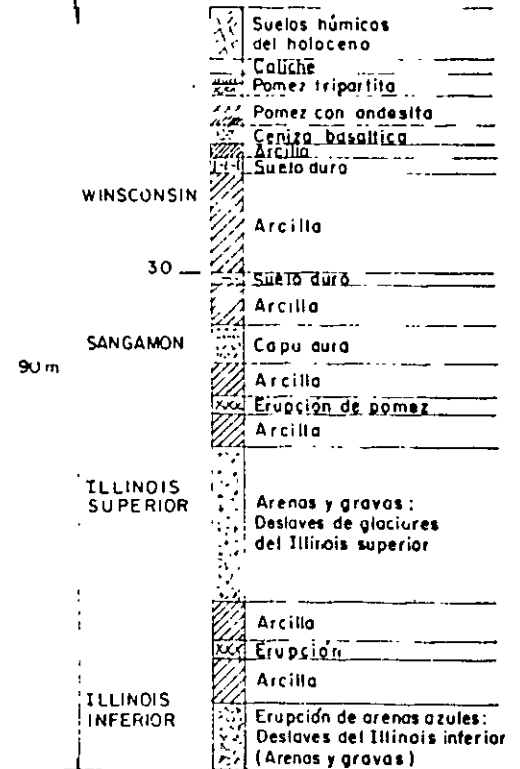 Suelos húmicos
del holoceno
Caliche
Pomez tripartita
Pomez con andesita
Ceniza basaltica
Arcilla
Suelo duro
WINSCONSIN
Arcilla
30
Suelo duro
Arcilla
SANGAMON
Capa dura
90 m
Arcilla
Erupción de pomez
Arcilla
ILLINOIS
SUPERIOR
Arenas y gravas:
Deslaves de glaciares
del Illinois superior
Arcilla
Erupción
Arcilla
ILLINOIS
INFERIOR
Erupción de arenas azules:
Deslaves del Illinois inferior
(Arenas y gravas)